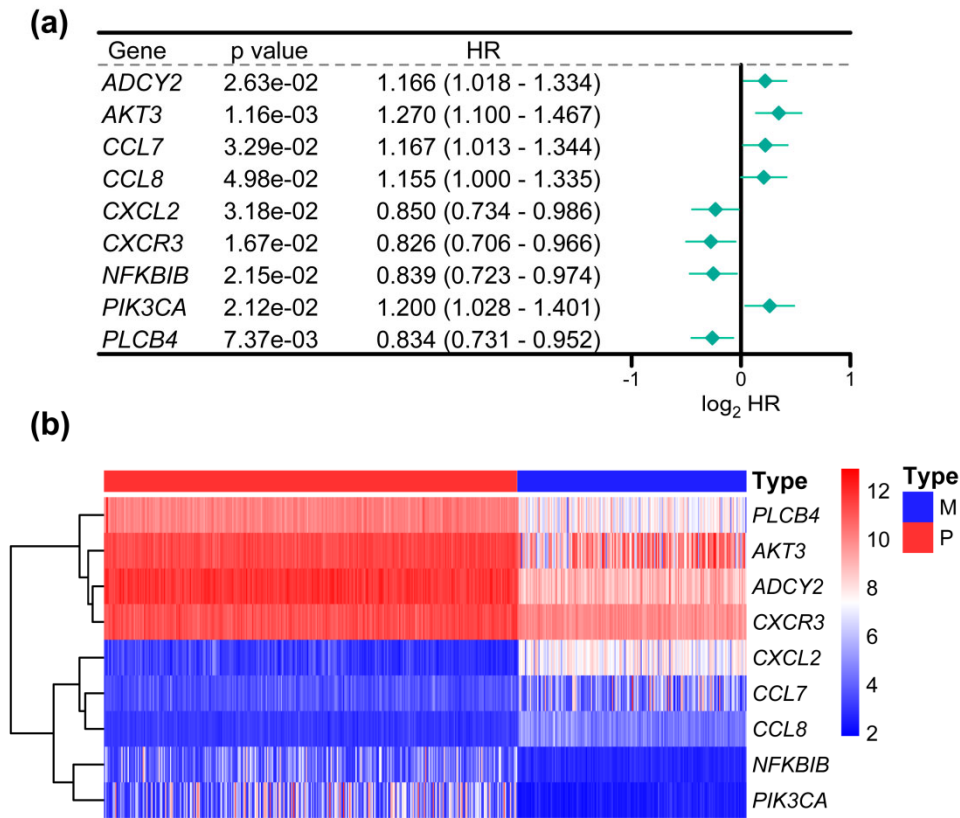 (a)
Gene p value HR
ADCY2 2.63e-02 1.166 (1.018 - 1.334)
AKT3 1.16e-03 1.270 (1.100 - 1.467)
CCL7 3.29e-02 1.167 (1.013 - 1.344)
CCL8 4.98e-02 1.155 (1.000 - 1.335)
CXCL2 3.18e-02 0.850 (0.734 - 0.986)
CXCR3 1.67e-02 0.826 (0.706 - 0.966)
NFKBIB 2.15e-02 0.839 (0.723 - 0.974)
PIK3CA 2.12e-02 1.200 (1.028 - 1.401)
PLCB4 7.37e-03 0.834 (0.731 - 0.952)
-1 0 1
log₂ HR
(b)
Type
PLCB4
AKT3
ADCY2
CXCR3
CXCL2
CCL7
CCL8
NFKBIB
PIK3CA
12
10
8
6
4
2
Type
M
P